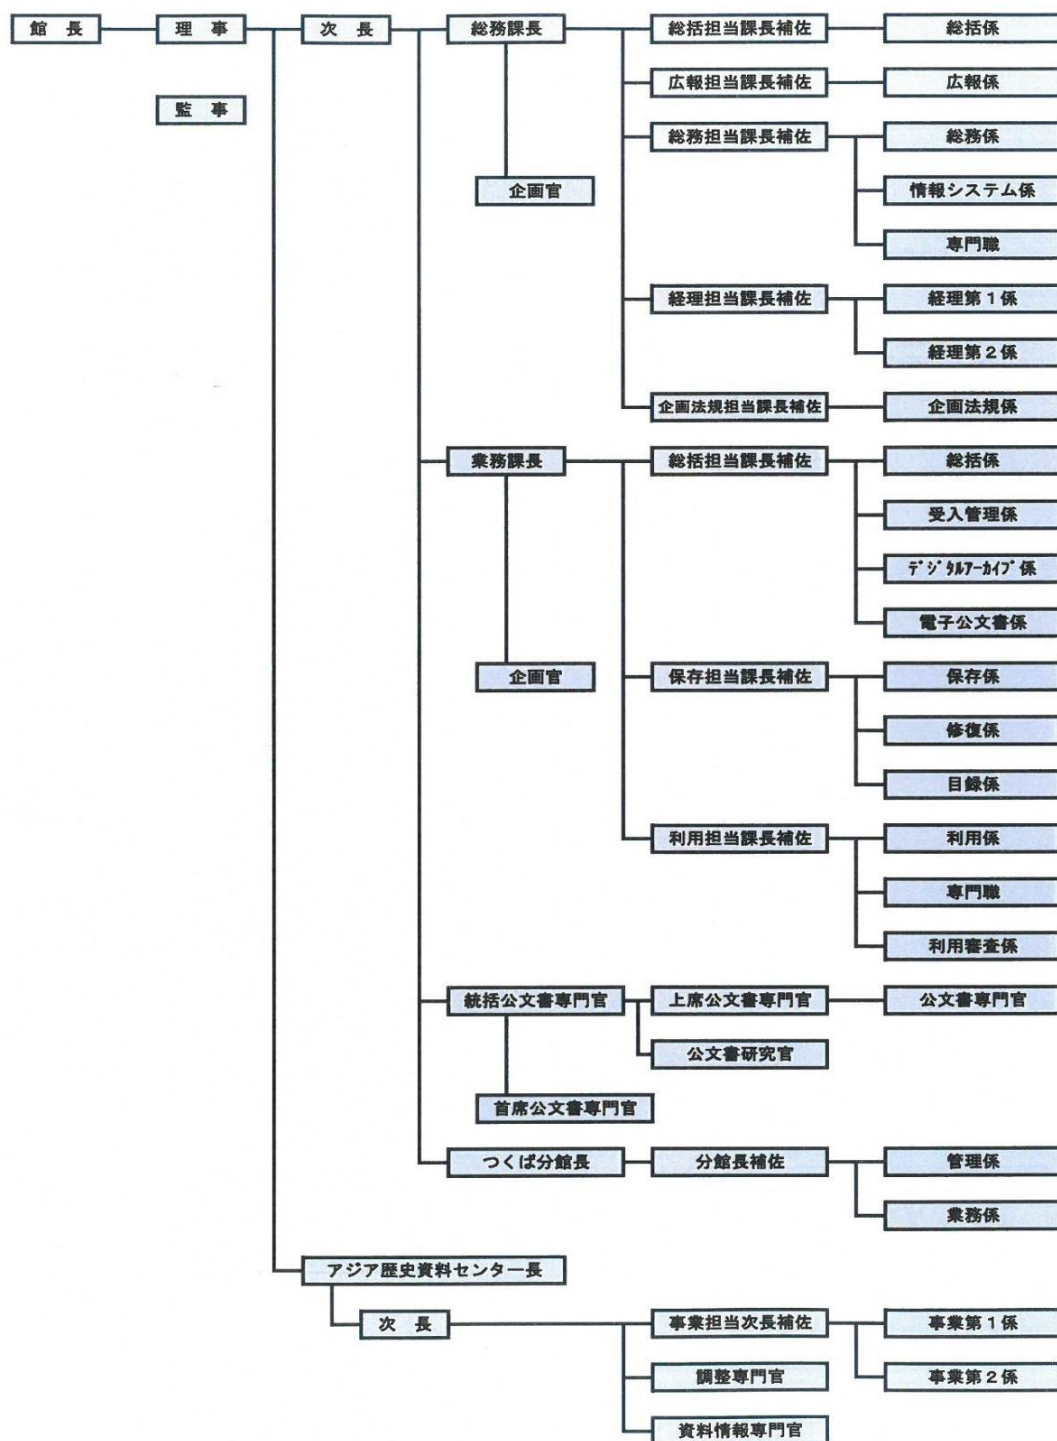 館 長
理 事
次 長
総務課長
総括担当課長補佐
総括係
監 事
広報担当課長補佐
広報係
総務担当課長補佐
総務係
企画官
情報システム係
専門職
経理担当課長補佐
経理第1係
経理第2係
企画法規担当課長補佐
企画法規係
業務課長
総括担当課長補佐
総括係
受入管理係
デジタルアーカイブ係
電子公文書係
企画官
保存担当課長補佐
保存係
修復係
目録係
利用担当課長補佐
利用係
専門職
利用審査係
統括公文書専門官
上席公文書専門官
公文書専門官
公文書研究官
首席公文書専門官
つくば分館長
分館長補佐
管理係
業務係
アジア歴史資料センター長
次 長
事業担当次長補佐
事業第1係
調整専門官
事業第2係
資料情報専門官